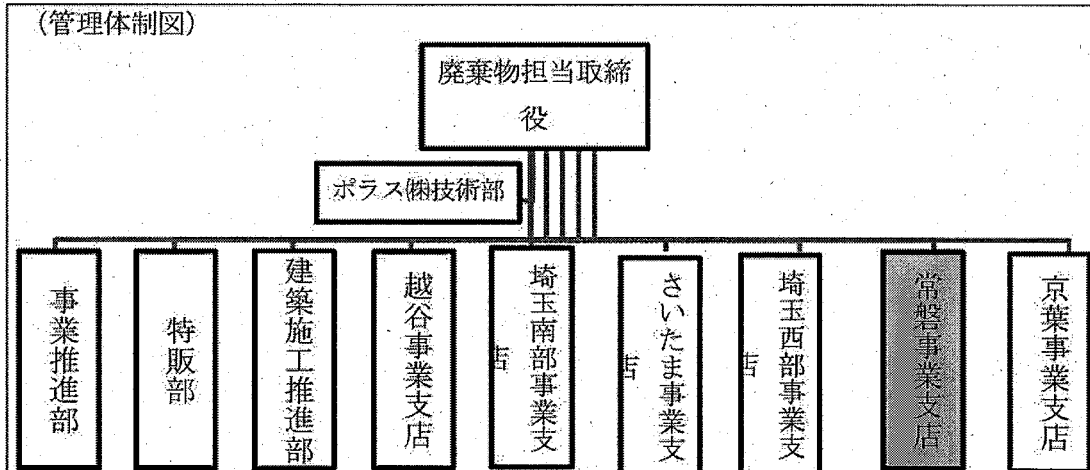 (管理体制図)
廃棄物担当取締
役
ポラス㈱技術部
事業推進部
特販部
建築施工推進部
越谷事業支店
埼玉南部事業支
店
さいたま事業支
店
埼玉西部事業支
店
常磐事業支店
京葉事業支店